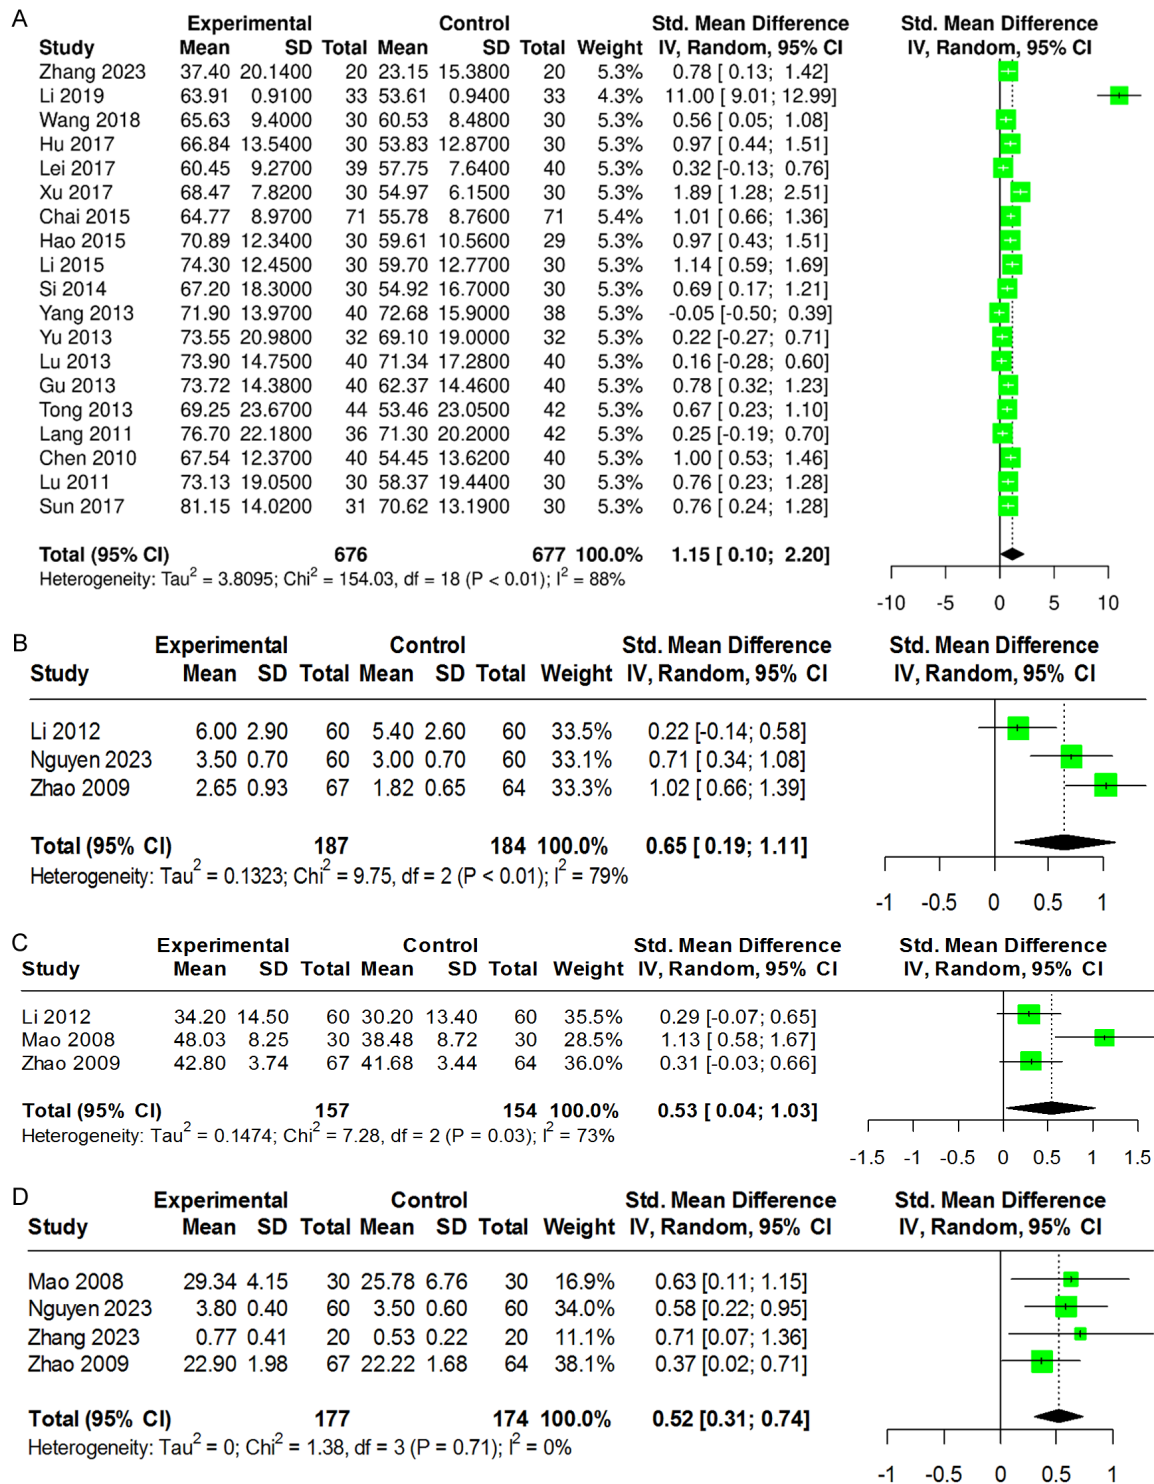 A
Experimental Control Std. Mean Difference Std. Mean Difference
Study Mean SD Total Mean SD Total Weight IV, Random, 95% CI IV, Random, 95% CI
Zhang 2023 37.40 20.1400 20 23.15 15.3800 20 5.3% 0.78 [ 0.13; 1.42]
Li 2019 63.91 0.9100 33 53.61 0.9400 33 4.3% 11.00 [ 9.01; 12.99]
Wang 2018 65.63 9.4000 30 60.53 8.4800 30 5.3% 0.56 [ 0.05; 1.08]
Hu 2017 66.84 13.5400 30 53.83 12.8700 30 5.3% 0.97 [ 0.44; 1.51]
Lei 2017 60.45 9.2700 39 57.75 7.6400 40 5.3% 0.32 [-0.13; 0.76]
Xu 2017 68.47 7.8200 30 54.97 6.1500 30 5.3% 1.89 [ 1.28; 2.51]
Chai 2015 64.77 8.9700 71 55.78 8.7600 71 5.4% 1.01 [ 0.66; 1.36]
Hao 2015 70.89 12.3400 30 59.61 10.5600 29 5.3% 0.97 [ 0.43; 1.51]
Li 2015 74.30 12.4500 30 59.70 12.7700 30 5.3% 1.14 [ 0.59; 1.69]
Si 2014 67.20 18.3000 30 54.92 16.7000 30 5.3% 0.69 [ 0.17; 1.21]
Yang 2013 71.90 13.9700 40 72.68 15.9000 38 5.3% -0.05 [-0.50; 0.39]
Yu 2013 73.55 20.9800 32 69.10 19.0000 32 5.3% 0.22 [-0.27; 0.71]
Lu 2013 73.90 14.7500 40 71.34 17.2800 40 5.3% 0.16 [-0.28; 0.60]
Gu 2013 73.72 14.3800 40 62.37 14.4600 40 5.3% 0.78 [ 0.32; 1.23]
Tong 2013 69.25 23.6700 44 53.46 23.0500 42 5.3% 0.67 [ 0.23; 1.10]
Lang 2011 76.70 22.1800 36 71.30 20.2000 42 5.3% 0.25 [-0.19; 0.70]
Chen 2010 67.54 12.3700 40 54.45 13.6200 40 5.3% 1.00 [ 0.53; 1.46]
Lu 2011 73.13 19.0500 30 58.37 19.4400 30 5.3% 0.76 [ 0.23; 1.28]
Sun 2017 81.15 14.0200 31 70.62 13.1900 30 5.3% 0.76 [ 0.24; 1.28]
Total (95% CI) 676 677 100.0% 1.15 [ 0.10; 2.20]
Heterogeneity: Tau² = 3.8095; Chi² = 154.03, df = 18 (P < 0.01); I² = 88%
-10 -5 0 5 10
B
Experimental Control Std. Mean Difference Std. Mean Difference
Study Mean SD Total Mean SD Total Weight IV, Random, 95% CI IV, Random, 95% CI
Li 2012 6.00 2.90 60 5.40 2.60 60 33.5% 0.22 [-0.14; 0.58]
Nguyen 2023 3.50 0.70 60 3.00 0.70 60 33.1% 0.71 [ 0.34; 1.08]
Zhao 2009 2.65 0.93 67 1.82 0.65 64 33.3% 1.02 [ 0.66; 1.39]
Total (95% CI) 187 184 100.0% 0.65 [ 0.19; 1.11]
Heterogeneity: Tau² = 0.1323; Chi² = 9.75, df = 2 (P < 0.01); I² = 79%
-1 -0.5 0 0.5 1
C
Experimental Control Std. Mean Difference Std. Mean Difference
Study Mean SD Total Mean SD Total Weight IV, Random, 95% CI IV, Random, 95% CI
Li 2012 34.20 14.50 60 30.20 13.40 60 35.5% 0.29 [-0.07; 0.65]
Mao 2008 48.03 8.25 30 38.48 8.72 30 28.5% 1.13 [ 0.58; 1.67]
Zhao 2009 42.80 3.74 67 41.68 3.44 64 36.0% 0.31 [-0.03; 0.66]
Total (95% CI) 157 154 100.0% 0.53 [ 0.04; 1.03]
Heterogeneity: Tau² = 0.1474; Chi² = 7.28, df = 2 (P = 0.03); I² = 73%
-1.5 -1 -0.5 0 0.5 1 1.5
D
Experimental Control Std. Mean Difference Std. Mean Difference
Study Mean SD Total Mean SD Total Weight IV, Random, 95% CI IV, Random, 95% CI
Mao 2008 29.34 4.15 30 25.78 6.76 30 16.9% 0.63 [0.11; 1.15]
Nguyen 2023 3.80 0.40 60 3.50 0.60 60 34.0% 0.58 [0.22; 0.95]
Zhang 2023 0.77 0.41 20 0.53 0.22 20 11.1% 0.71 [0.07; 1.36]
Zhao 2009 22.90 1.98 67 22.22 1.68 64 38.1% 0.37 [0.02; 0.71]
Total (95% CI) 177 174 100.0% 0.52 [0.31; 0.74]
Heterogeneity: Tau² = 0; Chi² = 1.38, df = 3 (P = 0.71); I² = 0%
-1 -0.5 0 0.5 1